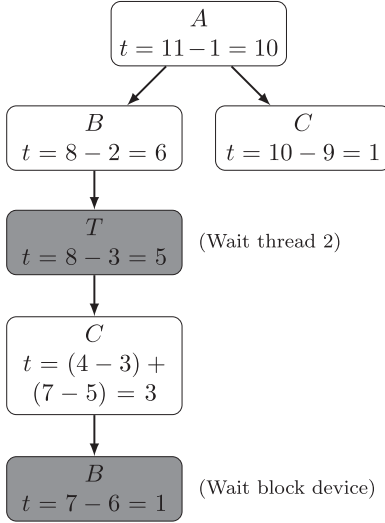 A
t = 11 − 1 = 10
B
t = 8 − 2 = 6
C
t = 10 − 9 = 1
T
t = 8 − 3 = 5
(Wait thread 2)
C
t = (4 − 3) +
(7 − 5) = 3
B
t = 7 − 6 = 1
(Wait block device)